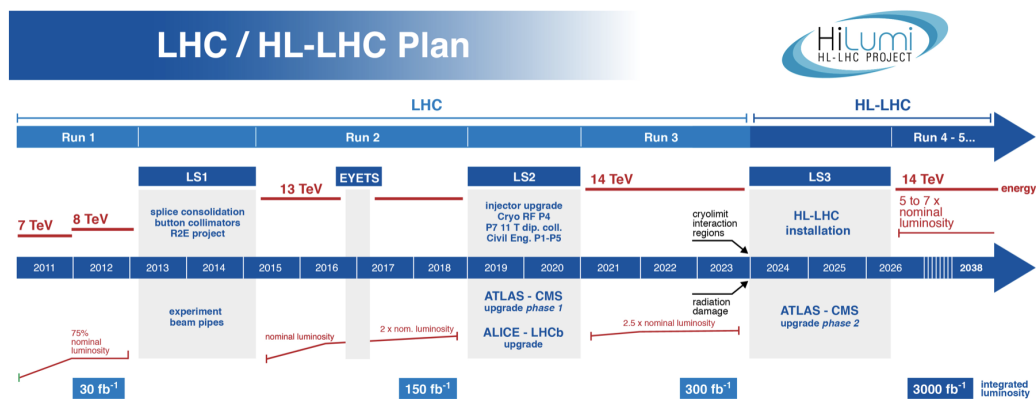 LHC / HL-LHC Plan
HiLumi
HL-LHC PROJECT
LHC
HL-LHC
Run 1
Run 2
Run 3
Run 4 - 5...
LS1
EYETS
LS2
LS3
7 TeV
8 TeV
13 TeV
14 TeV
14 TeV
energy
splice consolidation
button collimators
R2E project
injector upgrade
Cryo RF P4
P7 11 T dip. coll.
Civil Eng. P1-P5
cryolimit
interaction
regions
HL-LHC
installation
5 to 7 x
nominal
luminosity
2011
2012
2013
2014
2015
2016
2017
2018
2019
2020
2021
2022
2023
2024
2025
2026
2038
experiment
beam pipes
ATLAS - CMS
upgrade phase 1
ALICE - LHCb
upgrade
radiation
damage
ATLAS - CMS
upgrade phase 2
75%
nominal
luminosity
nominal luminosity
2 x nom. luminosity
2.5 x nominal luminosity
30 fb⁻¹
150 fb⁻¹
300 fb⁻¹
3000 fb⁻¹
integrated
luminosity